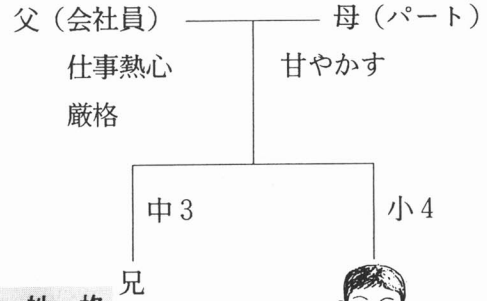 父（会社員）　母（パート）
仕事熱心　甘やかす
厳格
中3　小4
兄